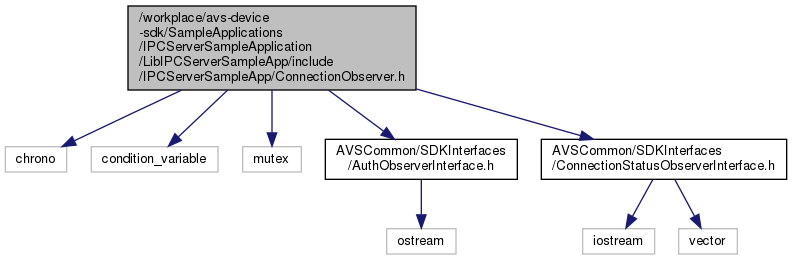 /workplace/avs-device
-sdk/SampleApplications
/IPCServerSampleApplication
/LibIPCServerSampleApp/include
/IPCServerSampleApp/ConnectionObserver.h
chrono
condition_variable
mutex
AVSCommon/SDKInterfaces
/AuthObserverInterface.h
AVSCommon/SDKInterfaces
/ConnectionStatusObserverInterface.h
ostream
iostream
vector